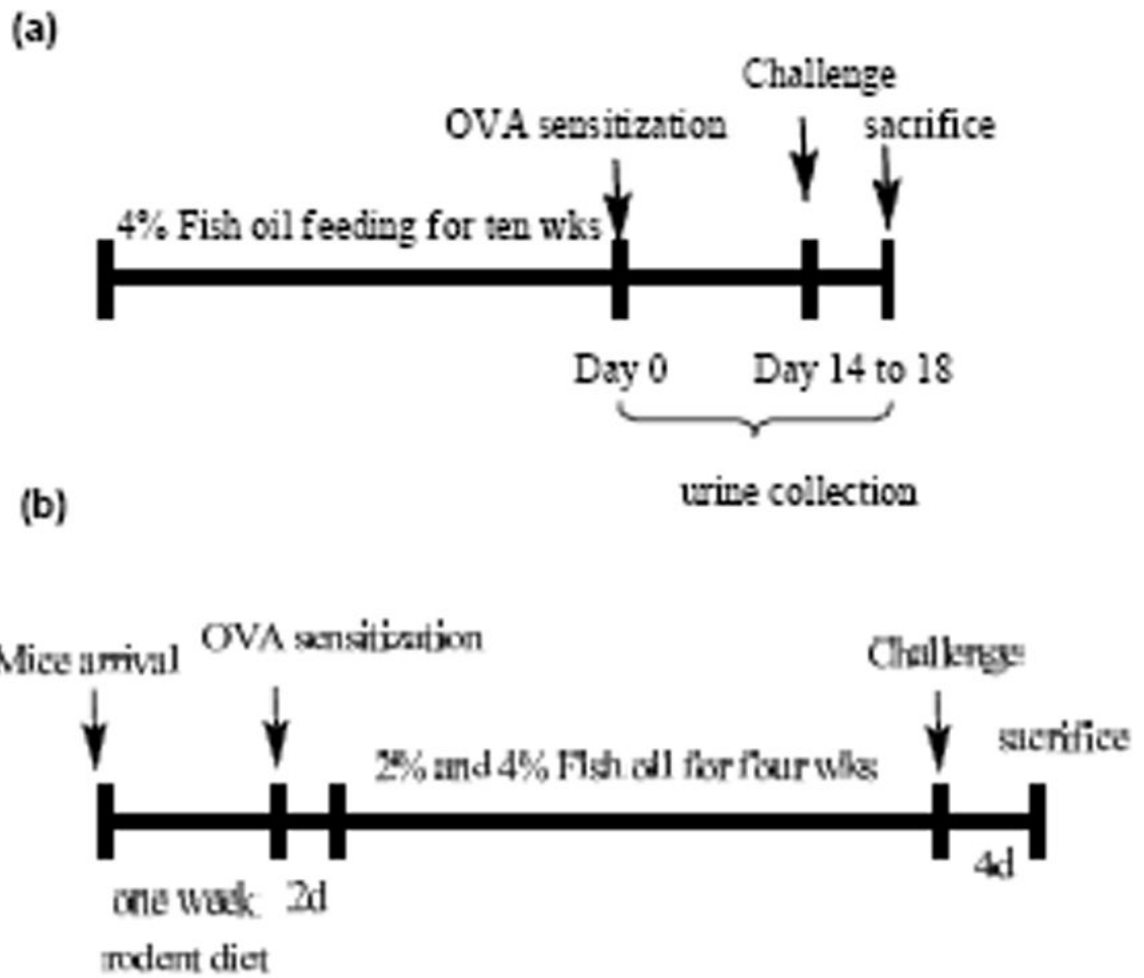 (a)
Challenge
OVA sensitization
sacrifice
4% Fish oil feeding for ten wks
Day 0
Day 14 to 18
urine collection
(b)
Mice arrival
OVA sensitization
Challenge
sacrifice
2% and 4% Fish oil for four wks
4d
one week
2d
rodent diet